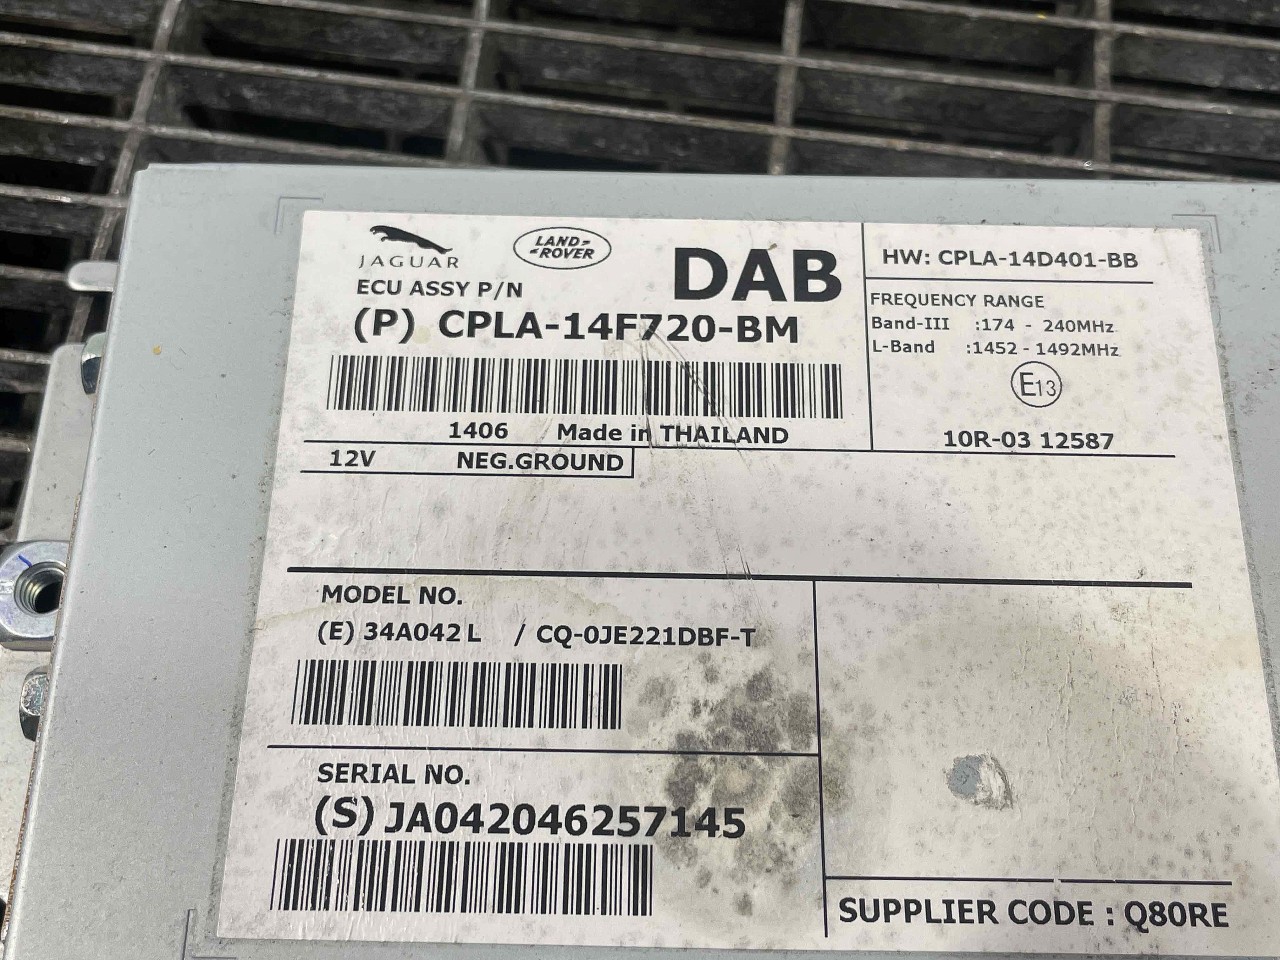 JAGUAR
LAND-
-ROVER
DAB
ECU ASSY P/N
(P) CPLA-14F720-BM
1406 Made in THAILAND
12V NEG.GROUND
HW: CPLA-14D401-BB
FREQUENCY RANGE
Band-III :174 - 240MHz
L-Band :1452 - 1492MHz
E13
10R-03 12587
MODEL NO.
(E) 34A042L / CQ-0JE221DBF-T
SERIAL NO.
(S) JA042046257145
SUPPLIER CODE : Q80RE